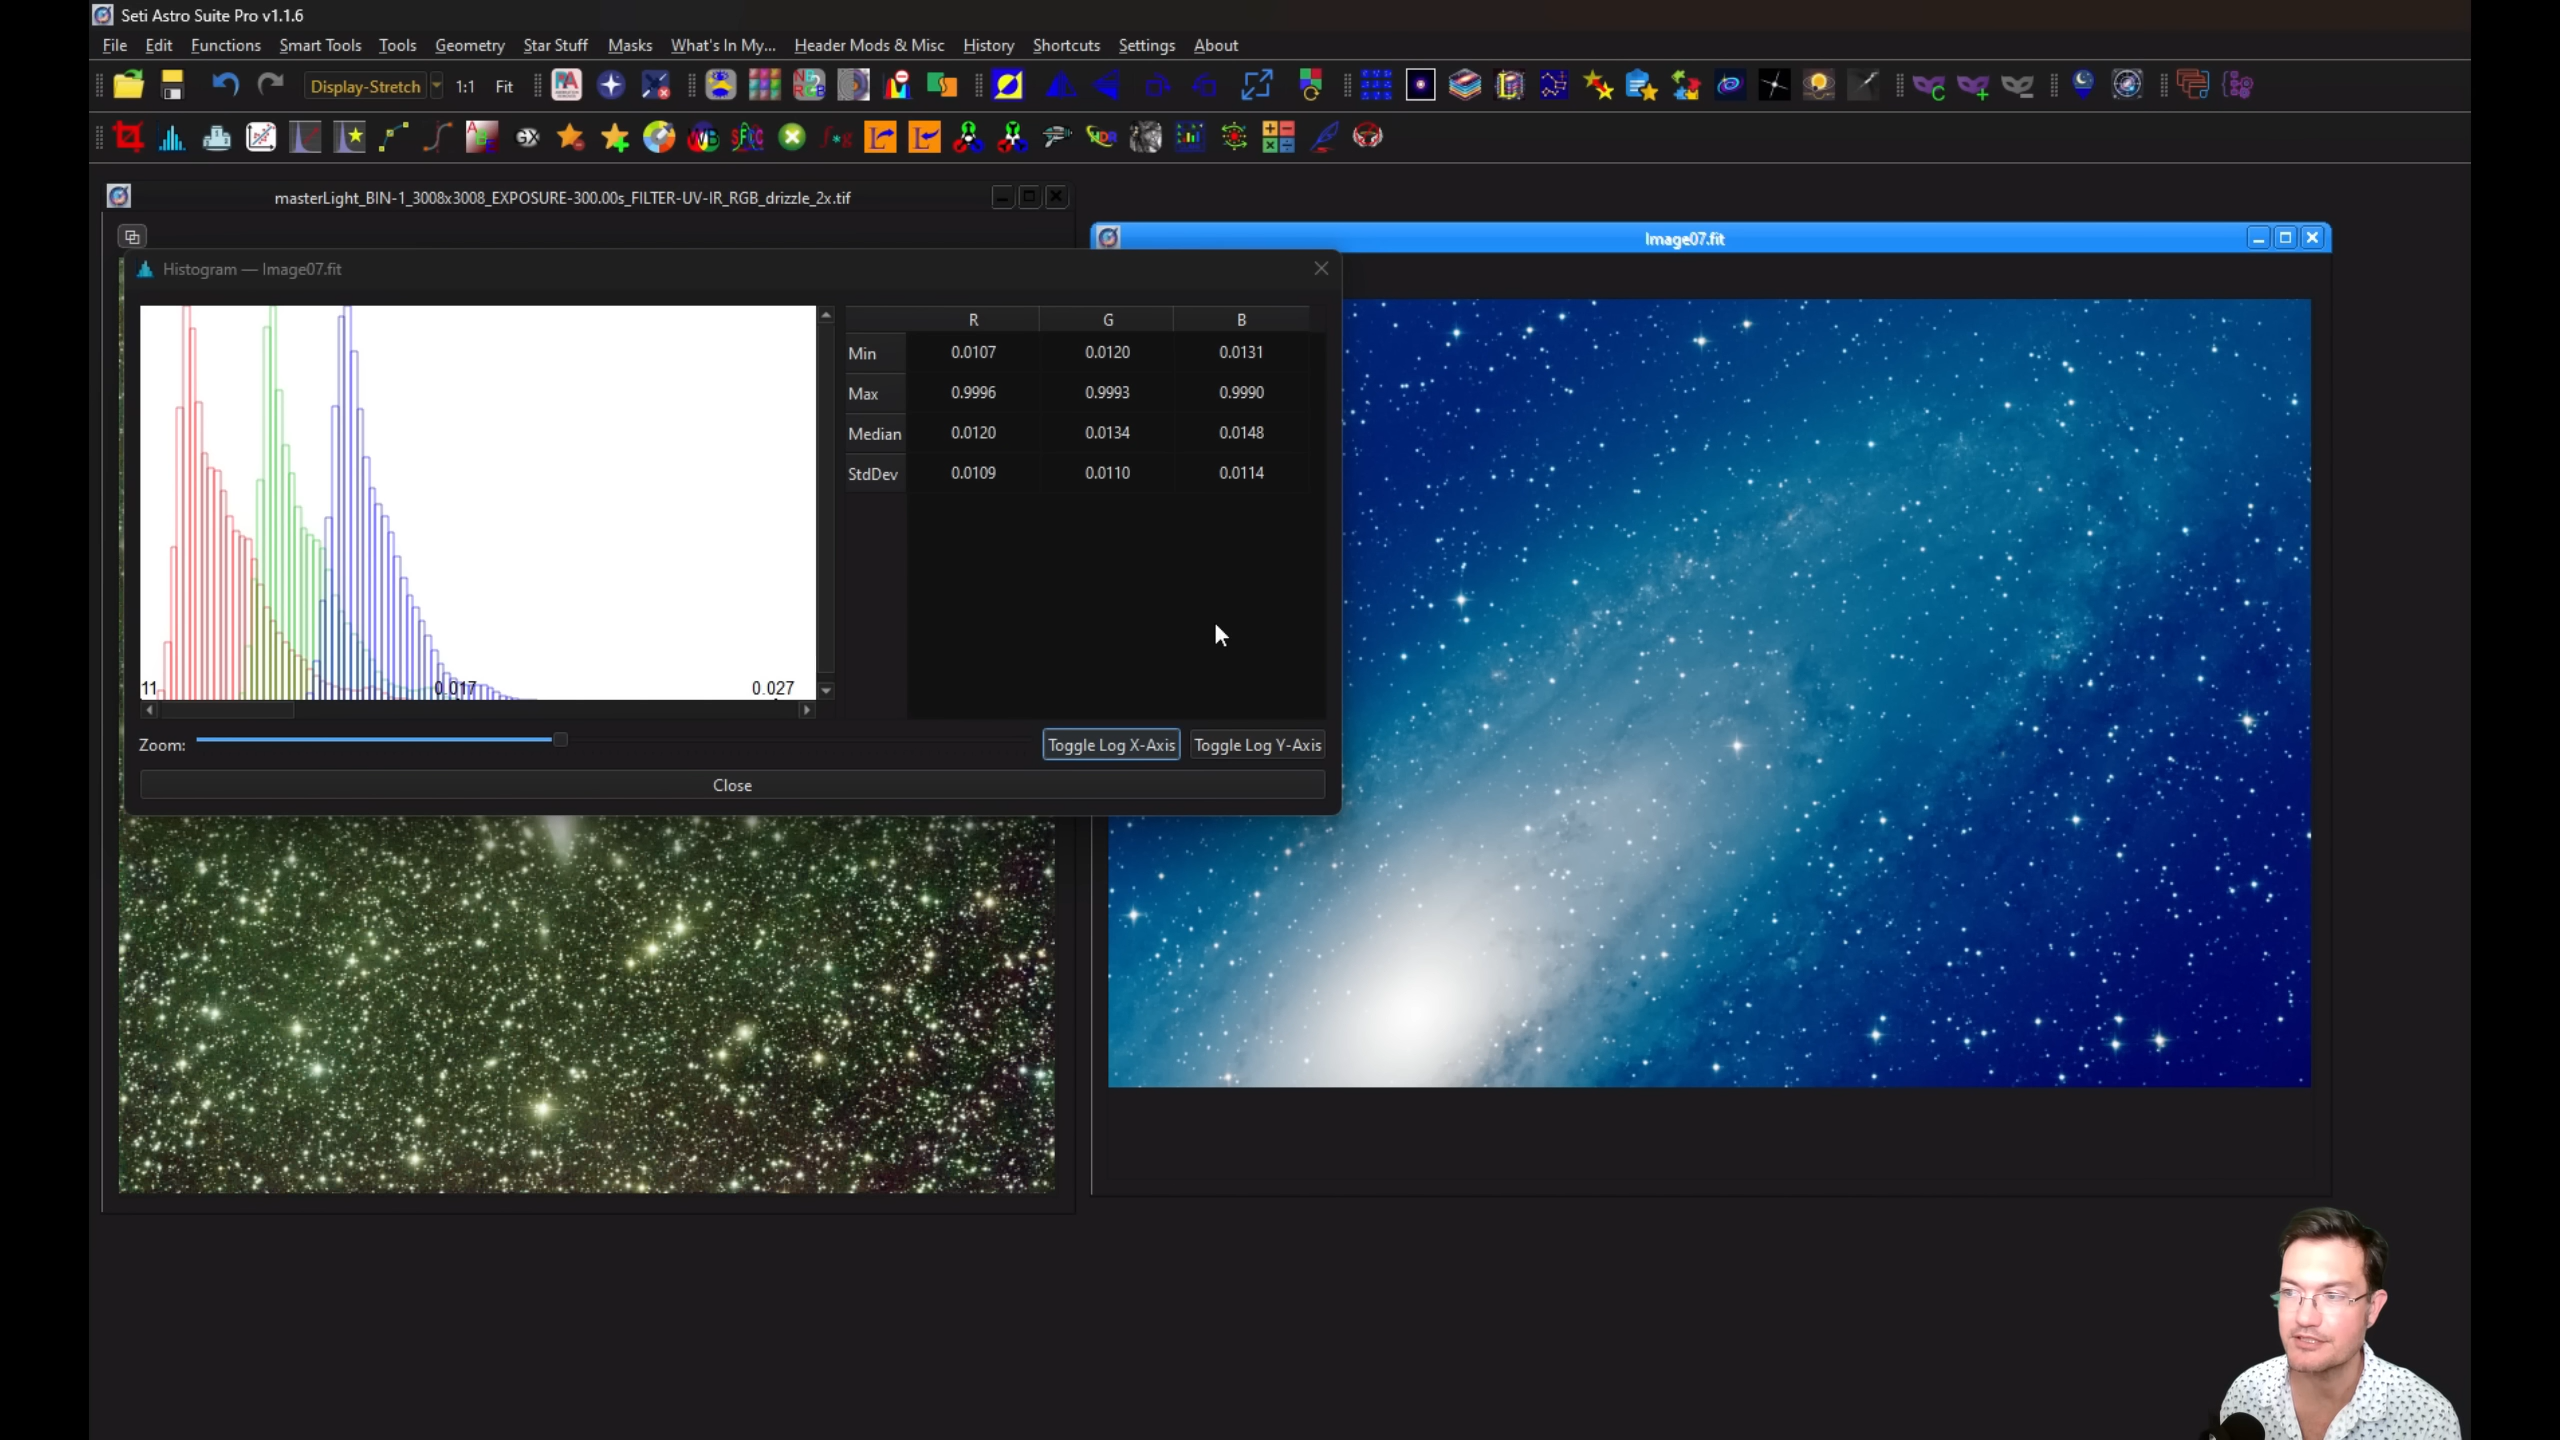 Seti Astro Suite Pro v1.1.6
File Edit Functions Smart Tools Tools Geometry Star Stuff Masks What's In My... Header Mods & Misc History Shortcuts Settings About
Display-Stretch 1:1 Fit
masterLight_BIN-1_3008x3008_EXPOSURE-300.00s_FILTER-UV-IR_RGB_drizzle_2x.tif
Image07.fit
Histogram — Image07.fit
R G B
Min 0.0107 0.0120 0.0131
Max 0.9996 0.9993 0.9990
Median 0.0120 0.0134 0.0148
StdDev 0.0109 0.0110 0.0114
11 0.017 0.027
Zoom: Toggle Log X-Axis Toggle Log Y-Axis
Close